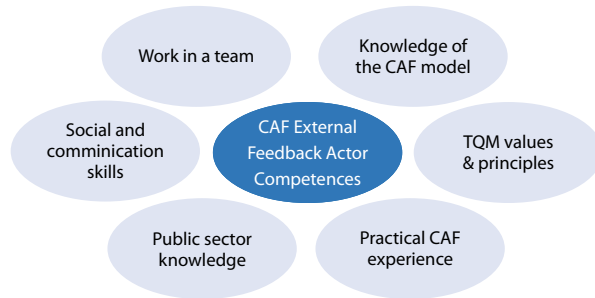 Work in a team
Knowledge of
the CAF model
Social and
comminication
skills
CAF External
Feedback Actor
Competences
TQM values
& principles
Public sector
knowledge
Practical CAF
experience